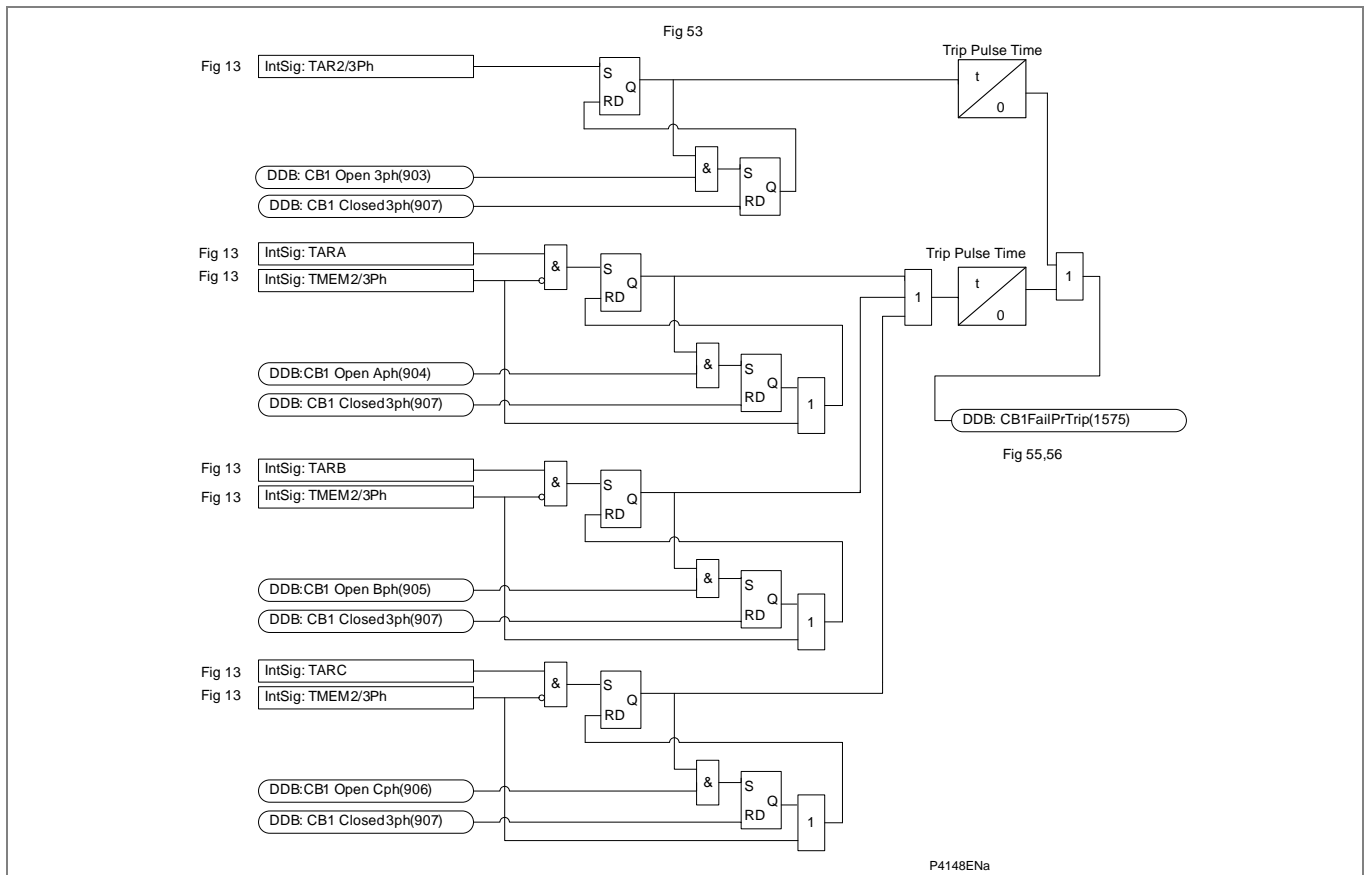 Fig 53
Trip Pulse Time
Fig 13
IntSig: TAR2/3Ph
S
Q
RD
t
0
DDB: CB1 Open 3ph(903)
&
S
Q
RD
DDB: CB1 Closed3ph(907)
Fig 13
IntSig: TARA
Fig 13
IntSig: TMEM2/3Ph
&
S
Q
RD
Trip Pulse Time
1
t
0
1
DDB:CB1 Open Aph(904)
&
S
Q
RD
DDB: CB1 Closed3ph(907)
1
DDB: CB1FailPrTrip(1575)
Fig 55,56
Fig 13
IntSig: TARB
Fig 13
IntSig: TMEM2/3Ph
&
S
Q
RD
DDB:CB1 Open Bph(905)
&
S
Q
RD
DDB: CB1 Closed3ph(907)
1
Fig 13
IntSig: TARC
Fig 13
IntSig: TMEM2/3Ph
&
S
Q
RD
DDB:CB1 Open Cph(906)
&
S
Q
RD
DDB: CB1 Closed3ph(907)
1
P4148ENa